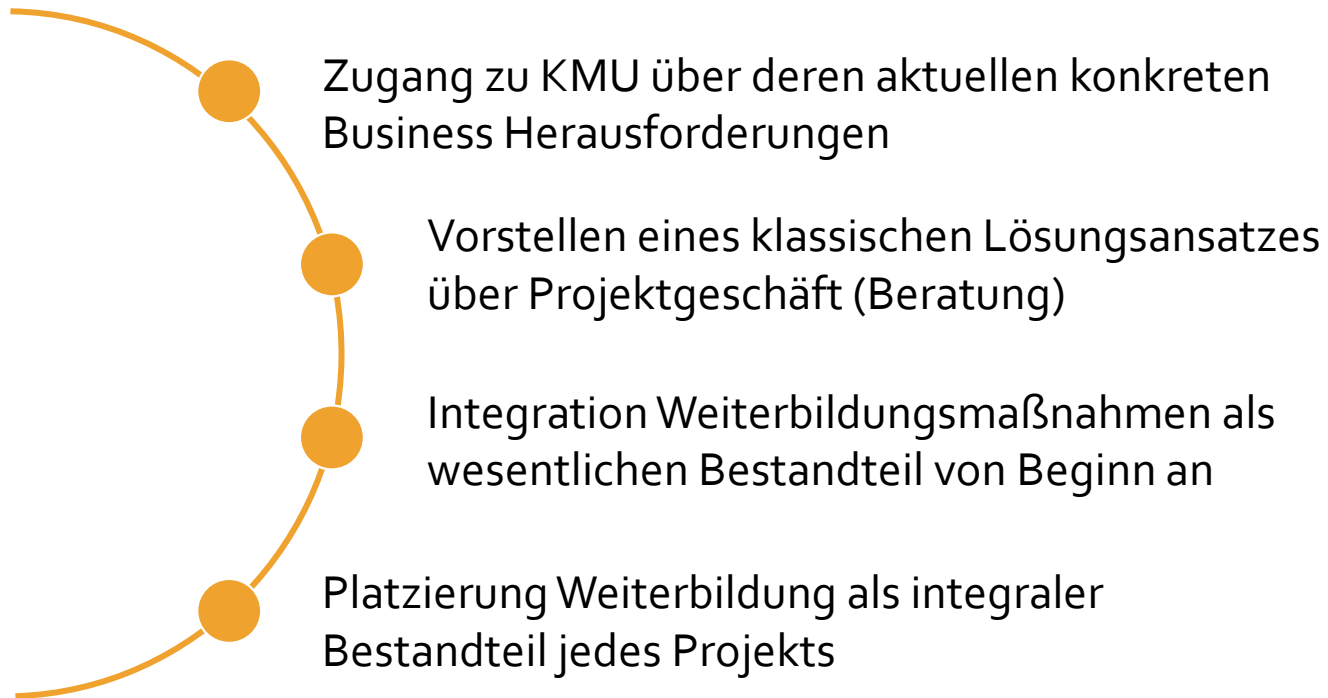 Zugang zu KMU über deren aktuellen konkreten
Business Herausforderungen
Vorstellen eines klassischen Lösungsansatzes
über Projektgeschäft (Beratung)
Integration Weiterbildungsmaßnahmen als
wesentlichen Bestandteil von Beginn an
Platzierung Weiterbildung als integraler
Bestandteil jedes Projekts